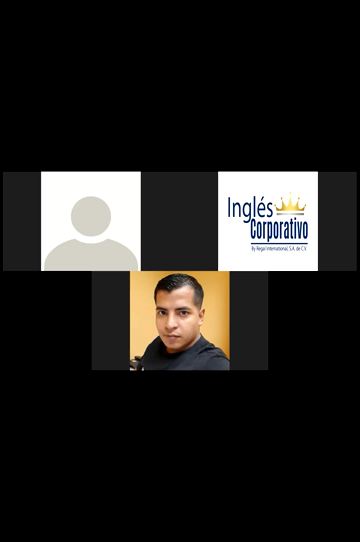 Inglés
Corporativo
By Regal International, S.A. de C.V.